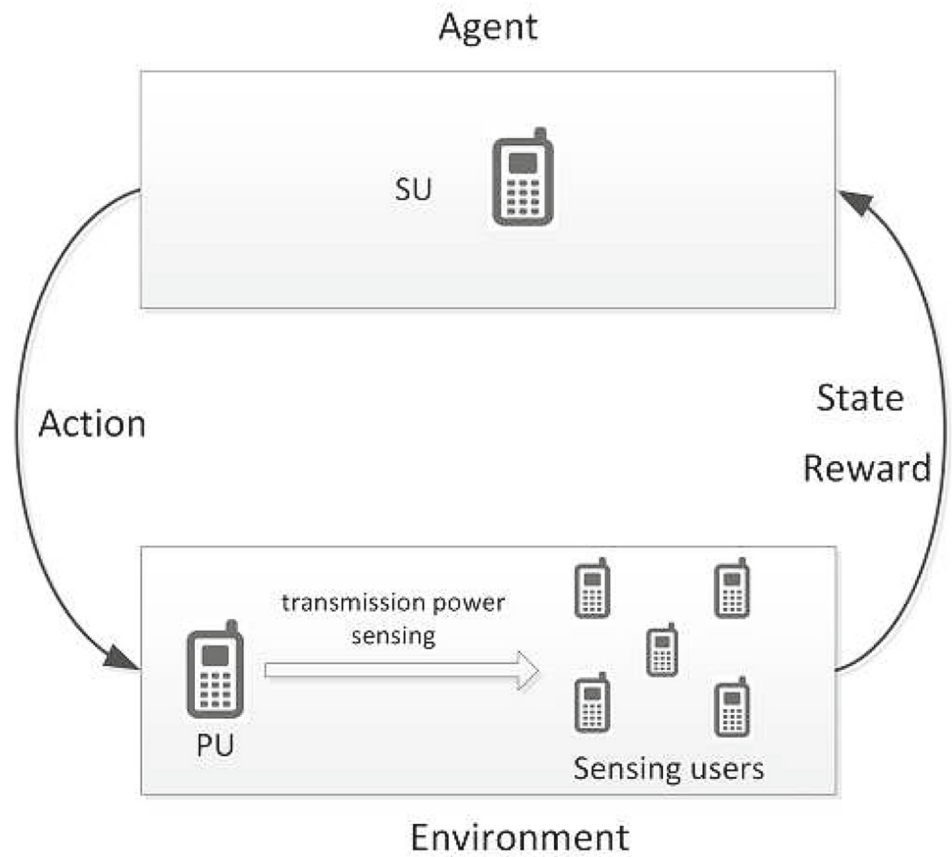 Agent
SU
Action
State
Reward
transmission power
sensing
PU
Sensing users
Environment